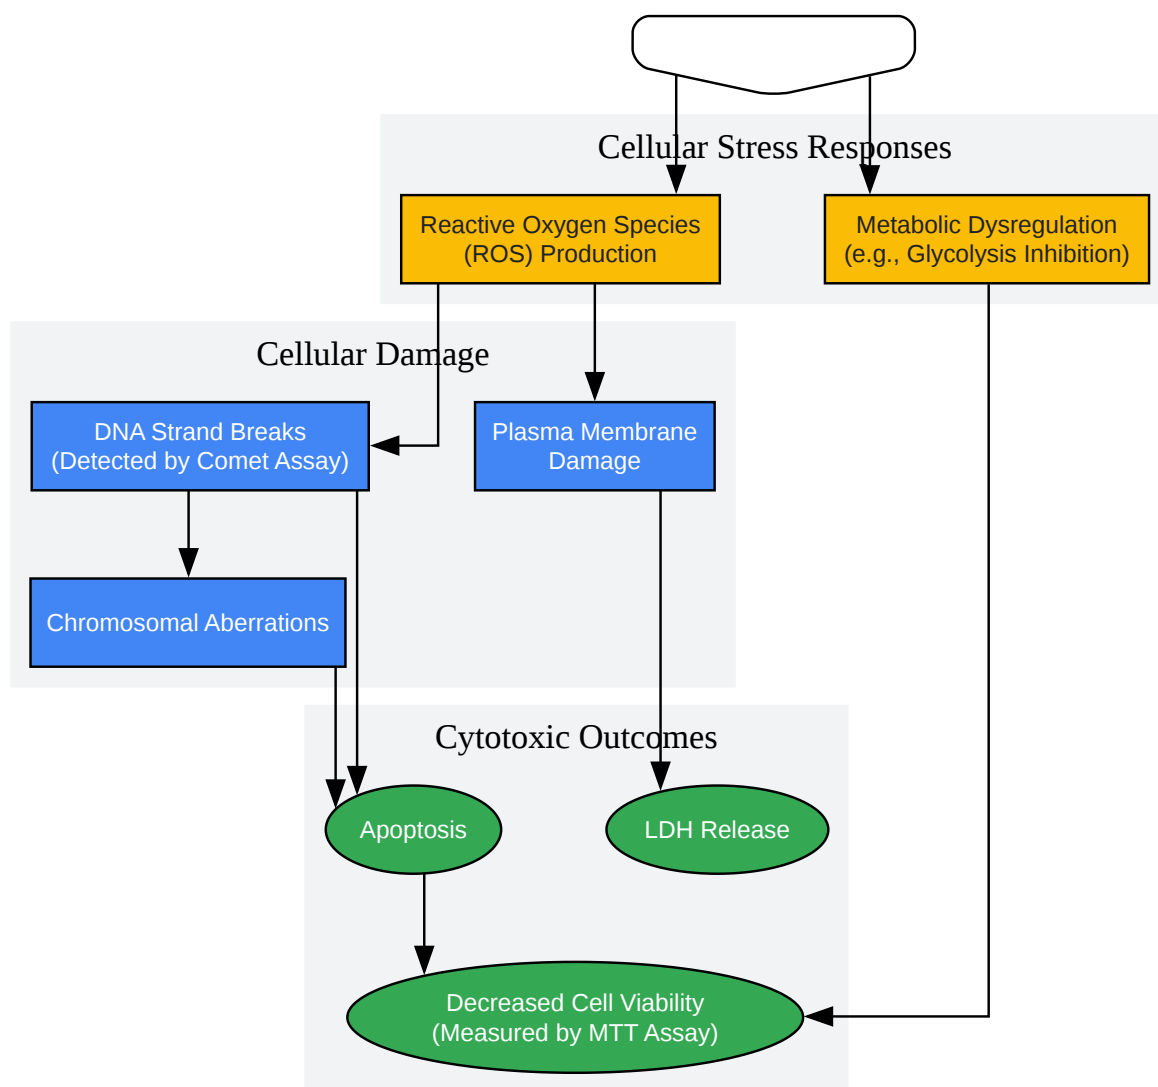 Cellular Stress Responses
Reactive Oxygen Species
(ROS) Production
Metabolic Dysregulation
(e.g., Glycolysis Inhibition)
Cellular Damage
DNA Strand Breaks
(Detected by Comet Assay)
Plasma Membrane
Damage
Chromosomal Aberrations
Cytotoxic Outcomes
Apoptosis
LDH Release
Decreased Cell Viability
(Measured by MTT Assay)